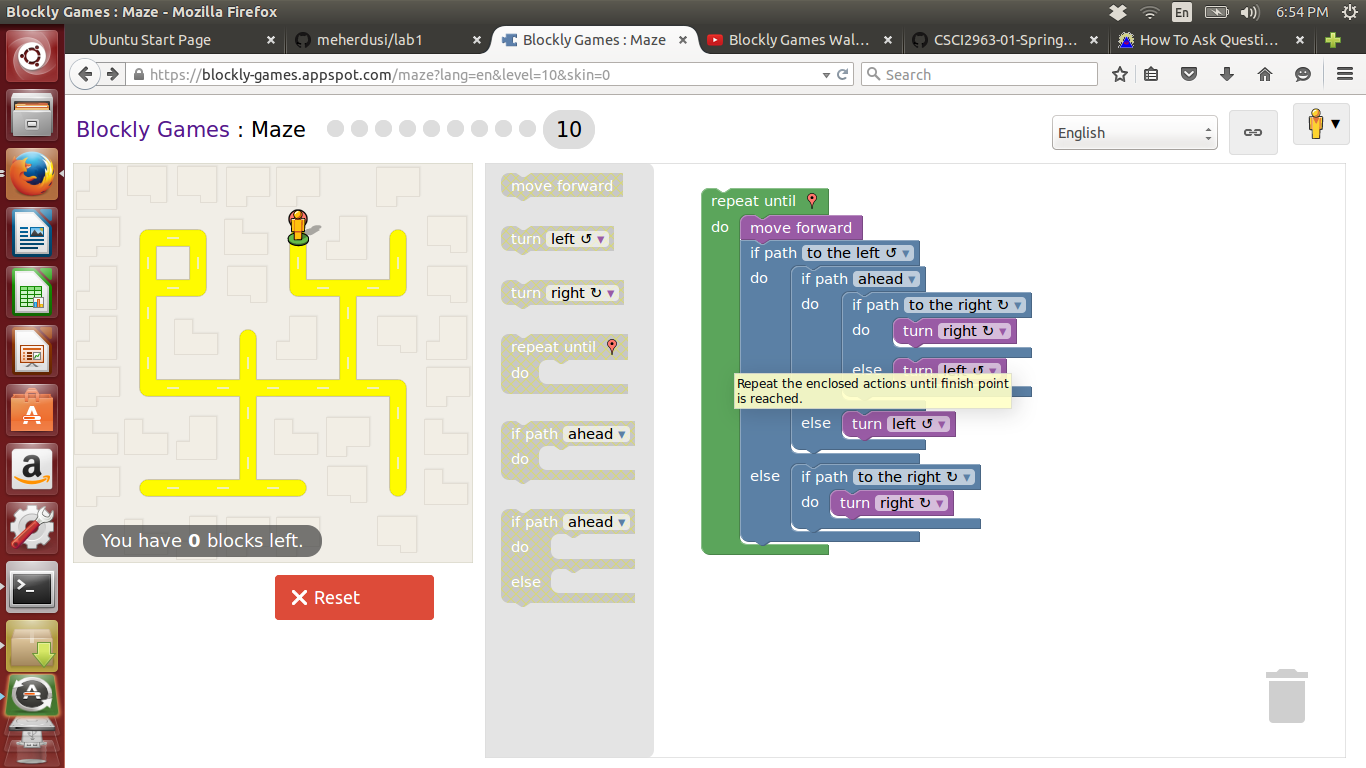 Blockly Games : Maze - Mozilla Firefox
En
6:54 PM
Ubuntu Start Page
meherdusi/lab1
Blockly Games : Maze
Blockly Games Wal...
CSCI2963-01-Spring...
How To Ask Questi...
https://blockly-games.appspot.com/maze?lang=en&level=10&skin=0
Search
Blockly Games : Maze
10
English
move forward
turn left ↺ ▾
turn right ↻ ▾
repeat until
do
if path ahead ▾
do
if path ahead ▾
do
else
repeat until
do
move forward
if path to the left ↺ ▾
do
if path ahead ▾
do
if path to the right ↻ ▾
do
turn right ↻ ▾
else
turn left ↺ ▾
Repeat the enclosed actions until finish point
is reached.
else
turn left ↺ ▾
else
if path to the right ↻ ▾
do
turn right ↻ ▾
You have 0 blocks left.
Reset